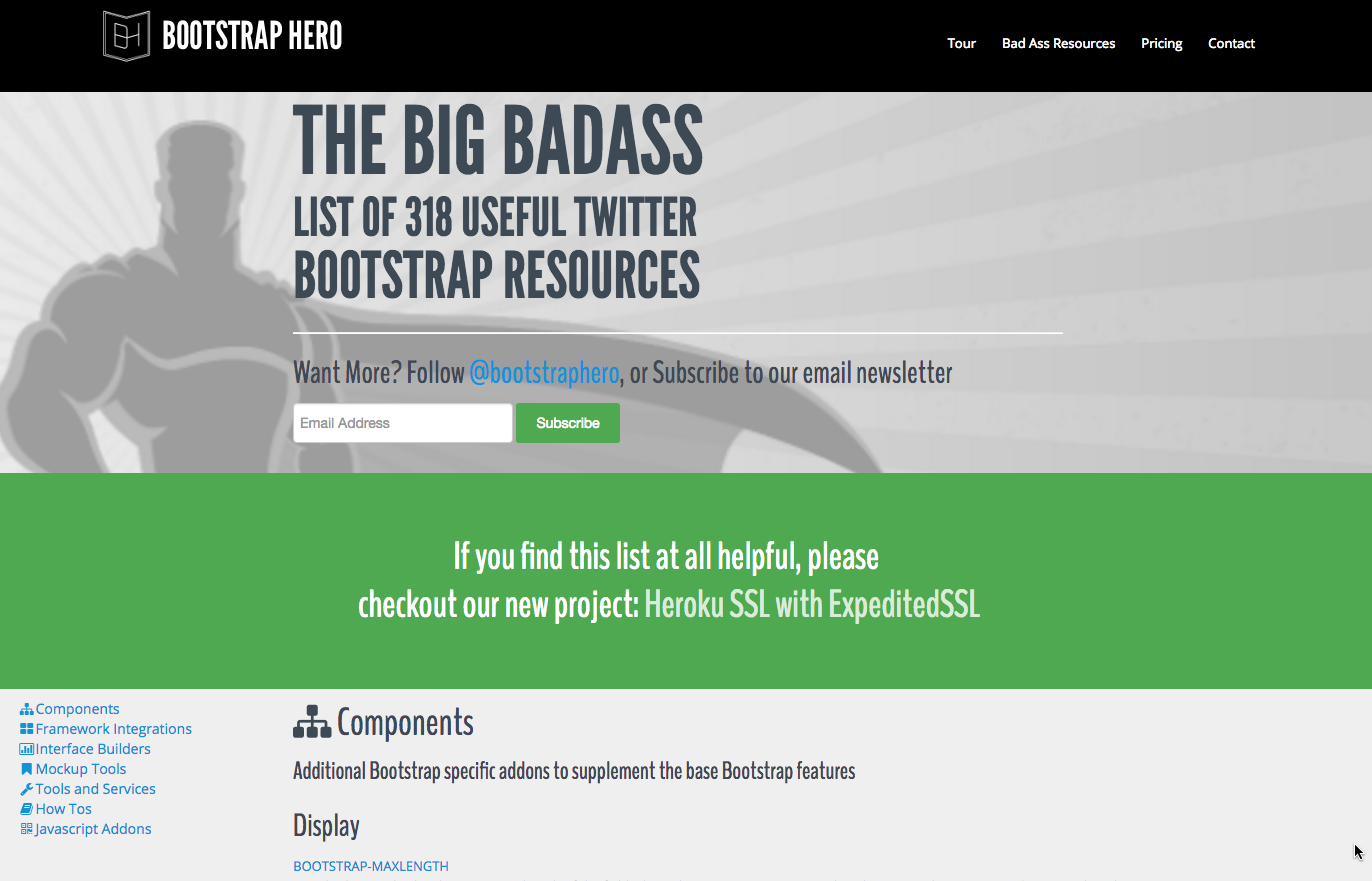 BOOTSTRAP HERO
Tour
Bad Ass Resources
Pricing
Contact
THE BIG BADASS
LIST OF 318 USEFUL TWITTER
BOOTSTRAP RESOURCES
Want More? Follow @bootstraphero, or Subscribe to our email newsletter
Email Address
Subscribe
If you find this list at all helpful, please
checkout our new project: Heroku SSL with ExpeditedSSL
Components
Framework Integrations
Interface Builders
Mockup Tools
Tools and Services
How Tos
Javascript Addons
Components
Additional Bootstrap specific addons to supplement the base Bootstrap features
Display
BOOTSTRAP-MAXLENGTH